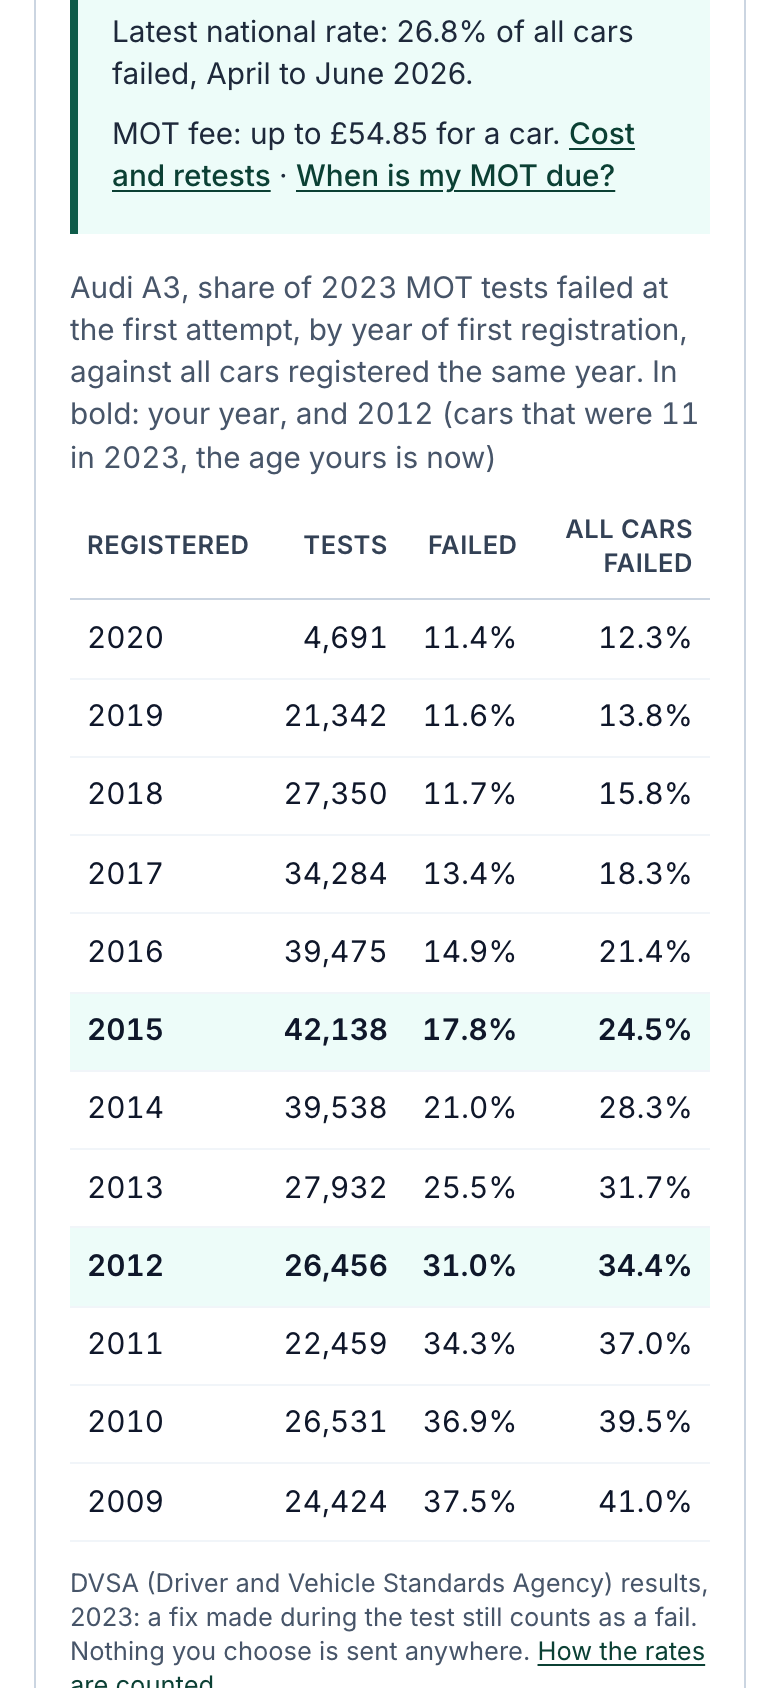 Latest national rate: 26.8% of all cars
failed, April to June 2026.
MOT fee: up to £54.85 for a car. Cost
and retests · When is my MOT due?
Audi A3, share of 2023 MOT tests failed at
the first attempt, by year of first registration,
against all cars registered the same year. In
bold: your year, and 2012 (cars that were 11
in 2023, the age yours is now)
REGISTERED TESTS FAILED ALL CARS FAILED
2020 4,691 11.4% 12.3%
2019 21,342 11.6% 13.8%
2018 27,350 11.7% 15.8%
2017 34,284 13.4% 18.3%
2016 39,475 14.9% 21.4%
2015 42,138 17.8% 24.5%
2014 39,538 21.0% 28.3%
2013 27,932 25.5% 31.7%
2012 26,456 31.0% 34.4%
2011 22,459 34.3% 37.0%
2010 26,531 36.9% 39.5%
2009 24,424 37.5% 41.0%
DVSA (Driver and Vehicle Standards Agency) results,
2023: a fix made during the test still counts as a fail.
Nothing you choose is sent anywhere. How the rates
are counted